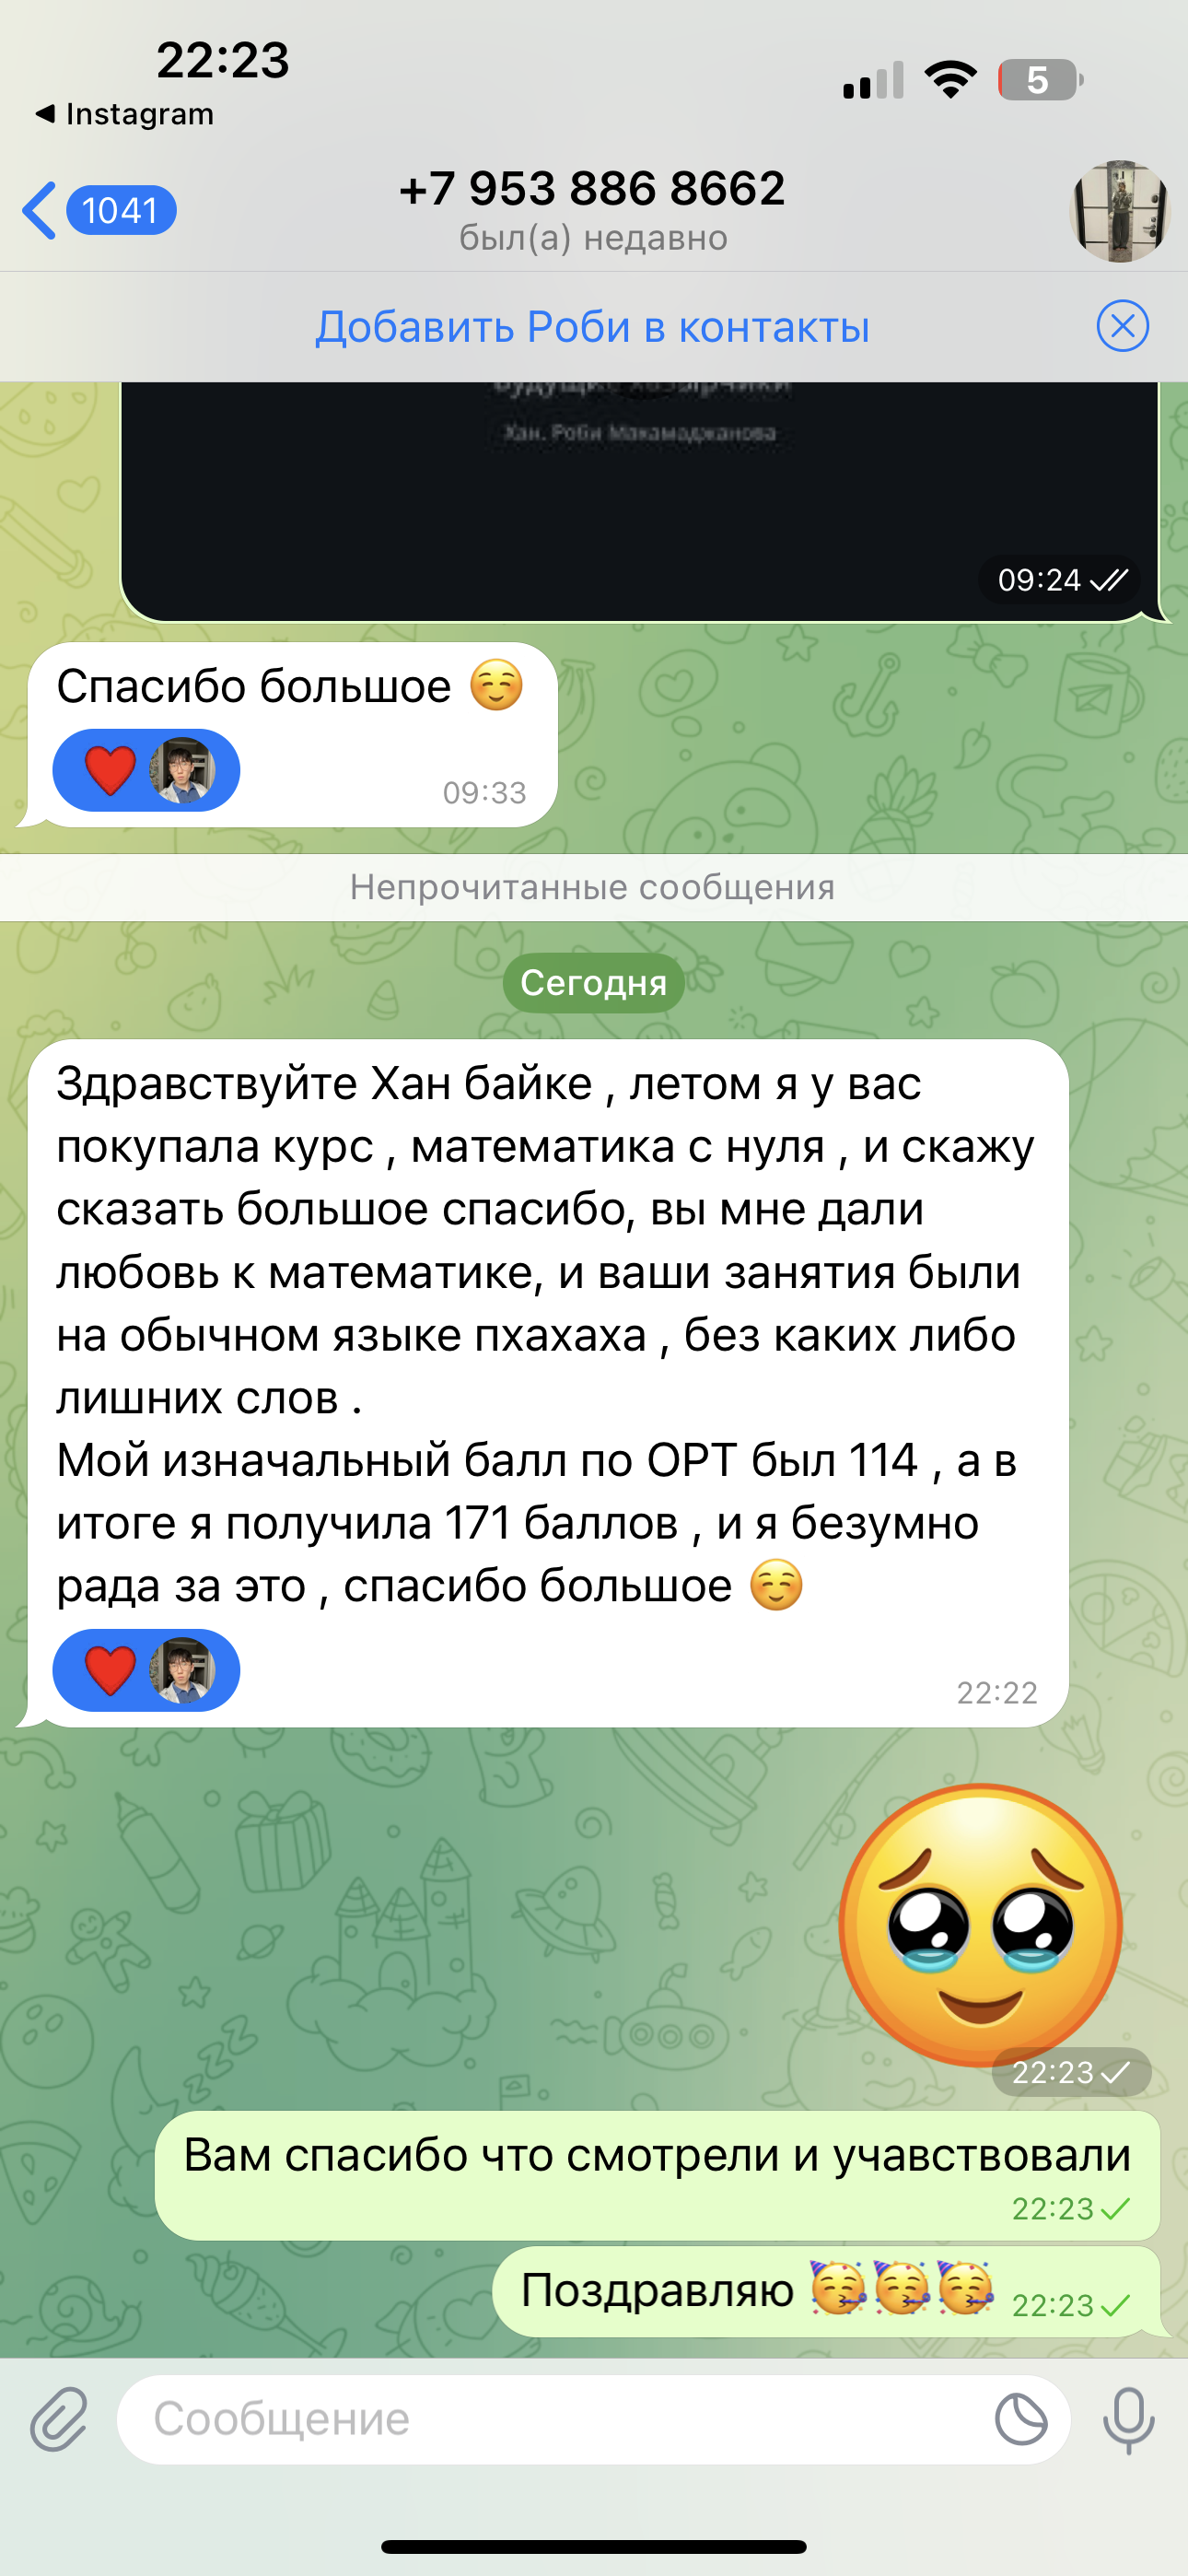 22:23
5
Instagram
1041
+7 953 886 8662
был(а) недавно
Добавить Роби в контакты
Хан. Роби Макамаджанова
09:24
Спасибо большое ☺️
09:33
Непрочитанные сообщения
Сегодня
Здравствуйте Хан байке , летом я у вас
покупала курс , математика с нуля , и скажу
сказать большое спасибо, вы мне дали
любовь к математике, и ваши занятия были
на обычном языке пхахаха , без каких либо
лишних слов .
Мой изначальный балл по ОРТ был 114 , а в
итоге я получила 171 баллов , и я безумно
рада за это , спасибо большое ☺️
22:22
22:23
Вам спасибо что смотрели и учавствовали
22:23
Поздравляю 🥳🥳🥳
22:23
Сообщение